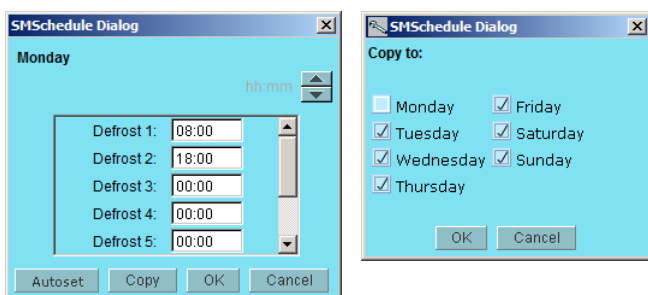 SMSchedule Dialog
Monday
hh:mm
Defrost 1: 08:00
Defrost 2: 18:00
Defrost 3: 00:00
Defrost 4: 00:00
Defrost 5: 00:00
Autoset Copy OK Cancel
SMSchedule Dialog
Copy to:
Monday Friday
Tuesday Saturday
Wednesday Sunday
Thursday
OK Cancel